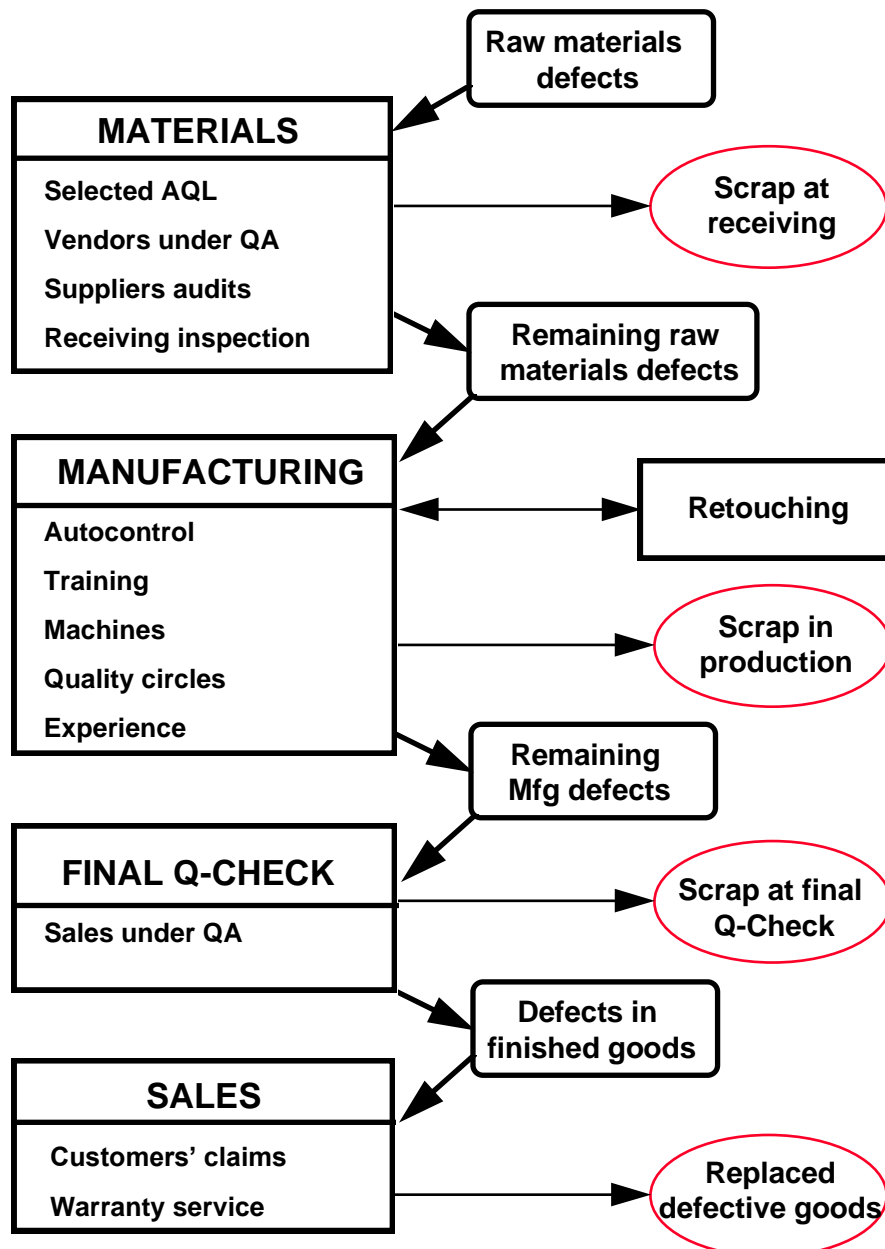 Raw materials
defects
MATERIALS
Selected AQL
Vendors under QA
Suppliers audits
Receiving inspection
Scrap at
receiving
Remaining raw
materials defects
MANUFACTURING
Autocontrol
Training
Machines
Quality circles
Experience
Retouching
Scrap in
production
Remaining
Mfg defects
FINAL Q-CHECK
Sales under QA
Scrap at final
Q-Check
Defects in
finished goods
SALES
Customers’ claims
Warranty service
Replaced
defective goods